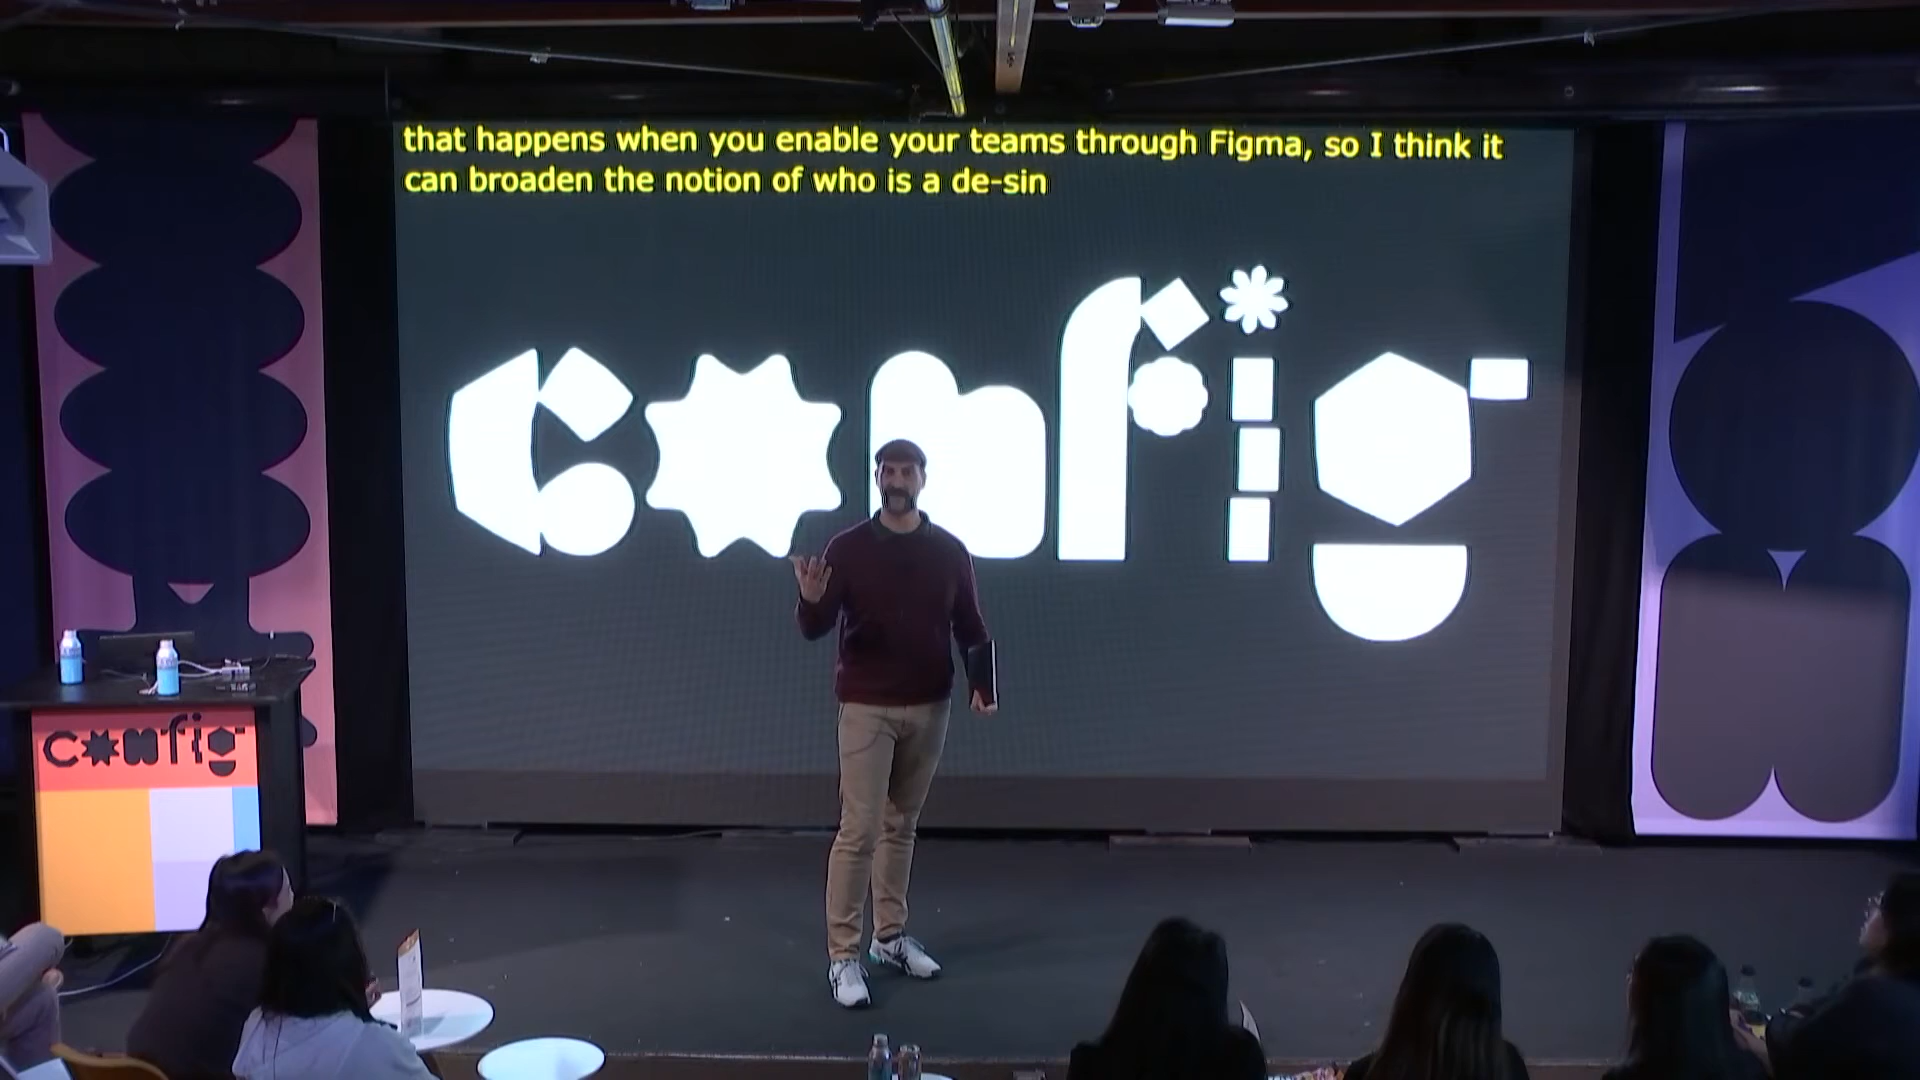 that happens when you enable your teams through Figma, so I think it
can broaden the notion of who is a de-sin
config
config